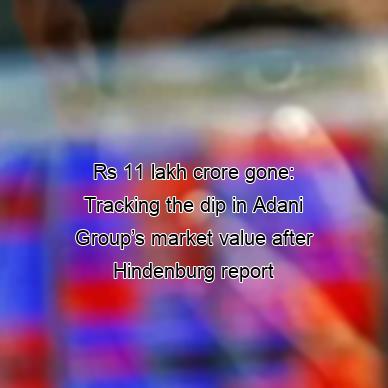 Rs 11 lakh crore gone:
Tracking the dip in Adani
Group's market value after
Hindenburg report